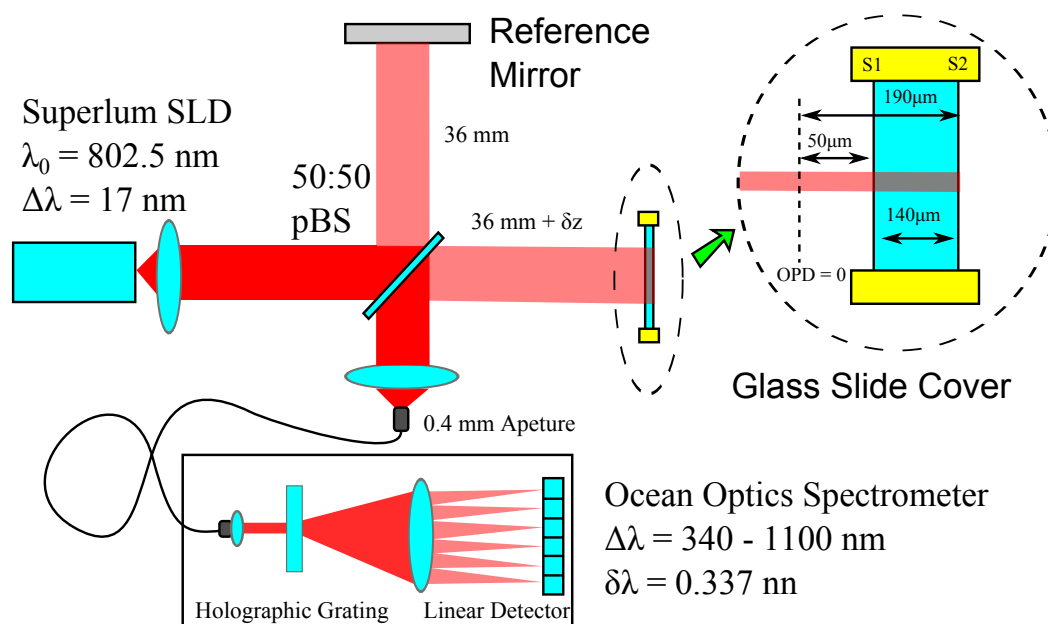 Reference
Mirror
Superlum SLD
λ₀ = 802.5 nm
Δλ = 17 nm
36 mm
50:50
pBS
36 mm + δz
S1 S2
190µm
50µm
140µm
OPD = 0
Glass Slide Cover
0.4 mm Apeture
Ocean Optics Spectrometer
Δλ = 340 - 1100 nm
δλ = 0.337 nn
Holographic Grating Linear Detector